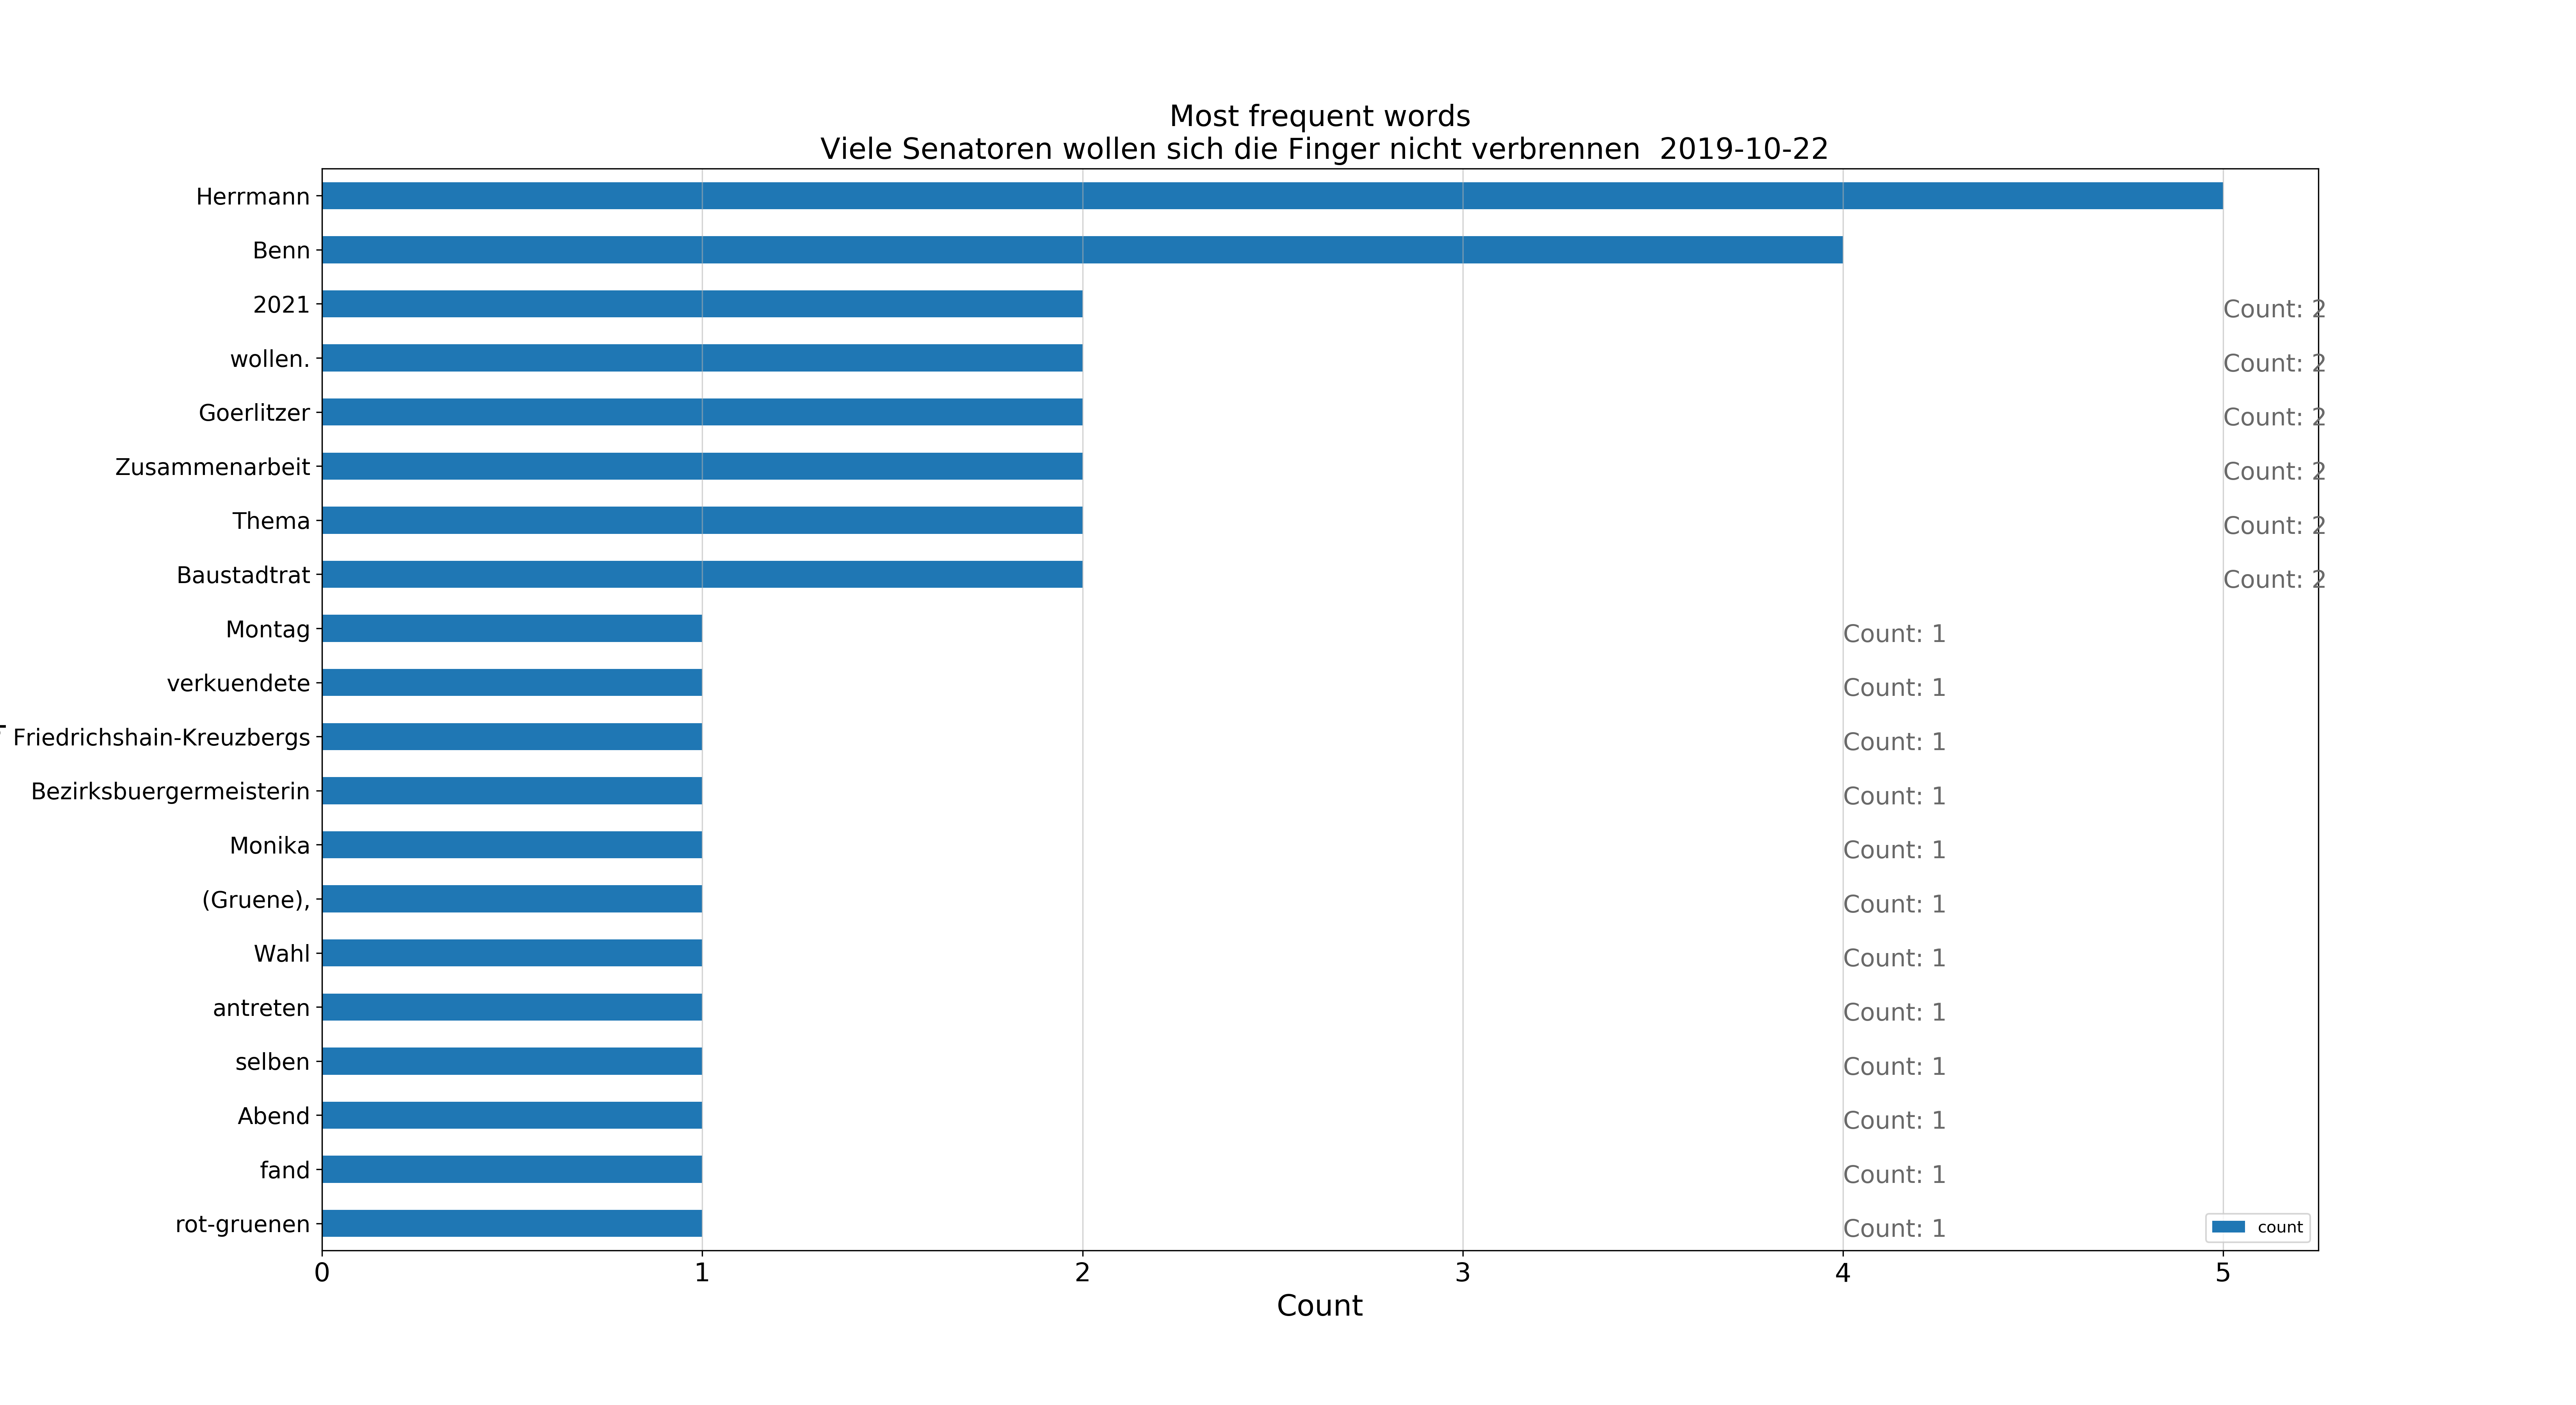 Most frequent words
Viele Senatoren wollen sich die Finger nicht verbrennen  2019-10-22
Herrmann
Benn
2021 Count: 2
wollen. Count: 2
Goerlitzer Count: 2
Zusammenarbeit Count: 2
Thema Count: 2
Baustadtrat Count: 2
Montag Count: 1
verkuendete Count: 1
Friedrichshain-Kreuzbergs Count: 1
Bezirksbuergermeisterin Count: 1
Monika Count: 1
(Gruene), Count: 1
Wahl Count: 1
antreten Count: 1
selben Count: 1
Abend Count: 1
fand Count: 1
rot-gruenen Count: 1
count
0 1 2 3 4 5
Count